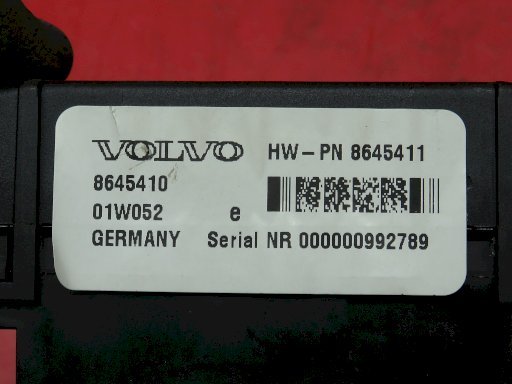 VOLVO HW-PN 8645411
8645410
01W052 e
GERMANY Serial NR 000000992789